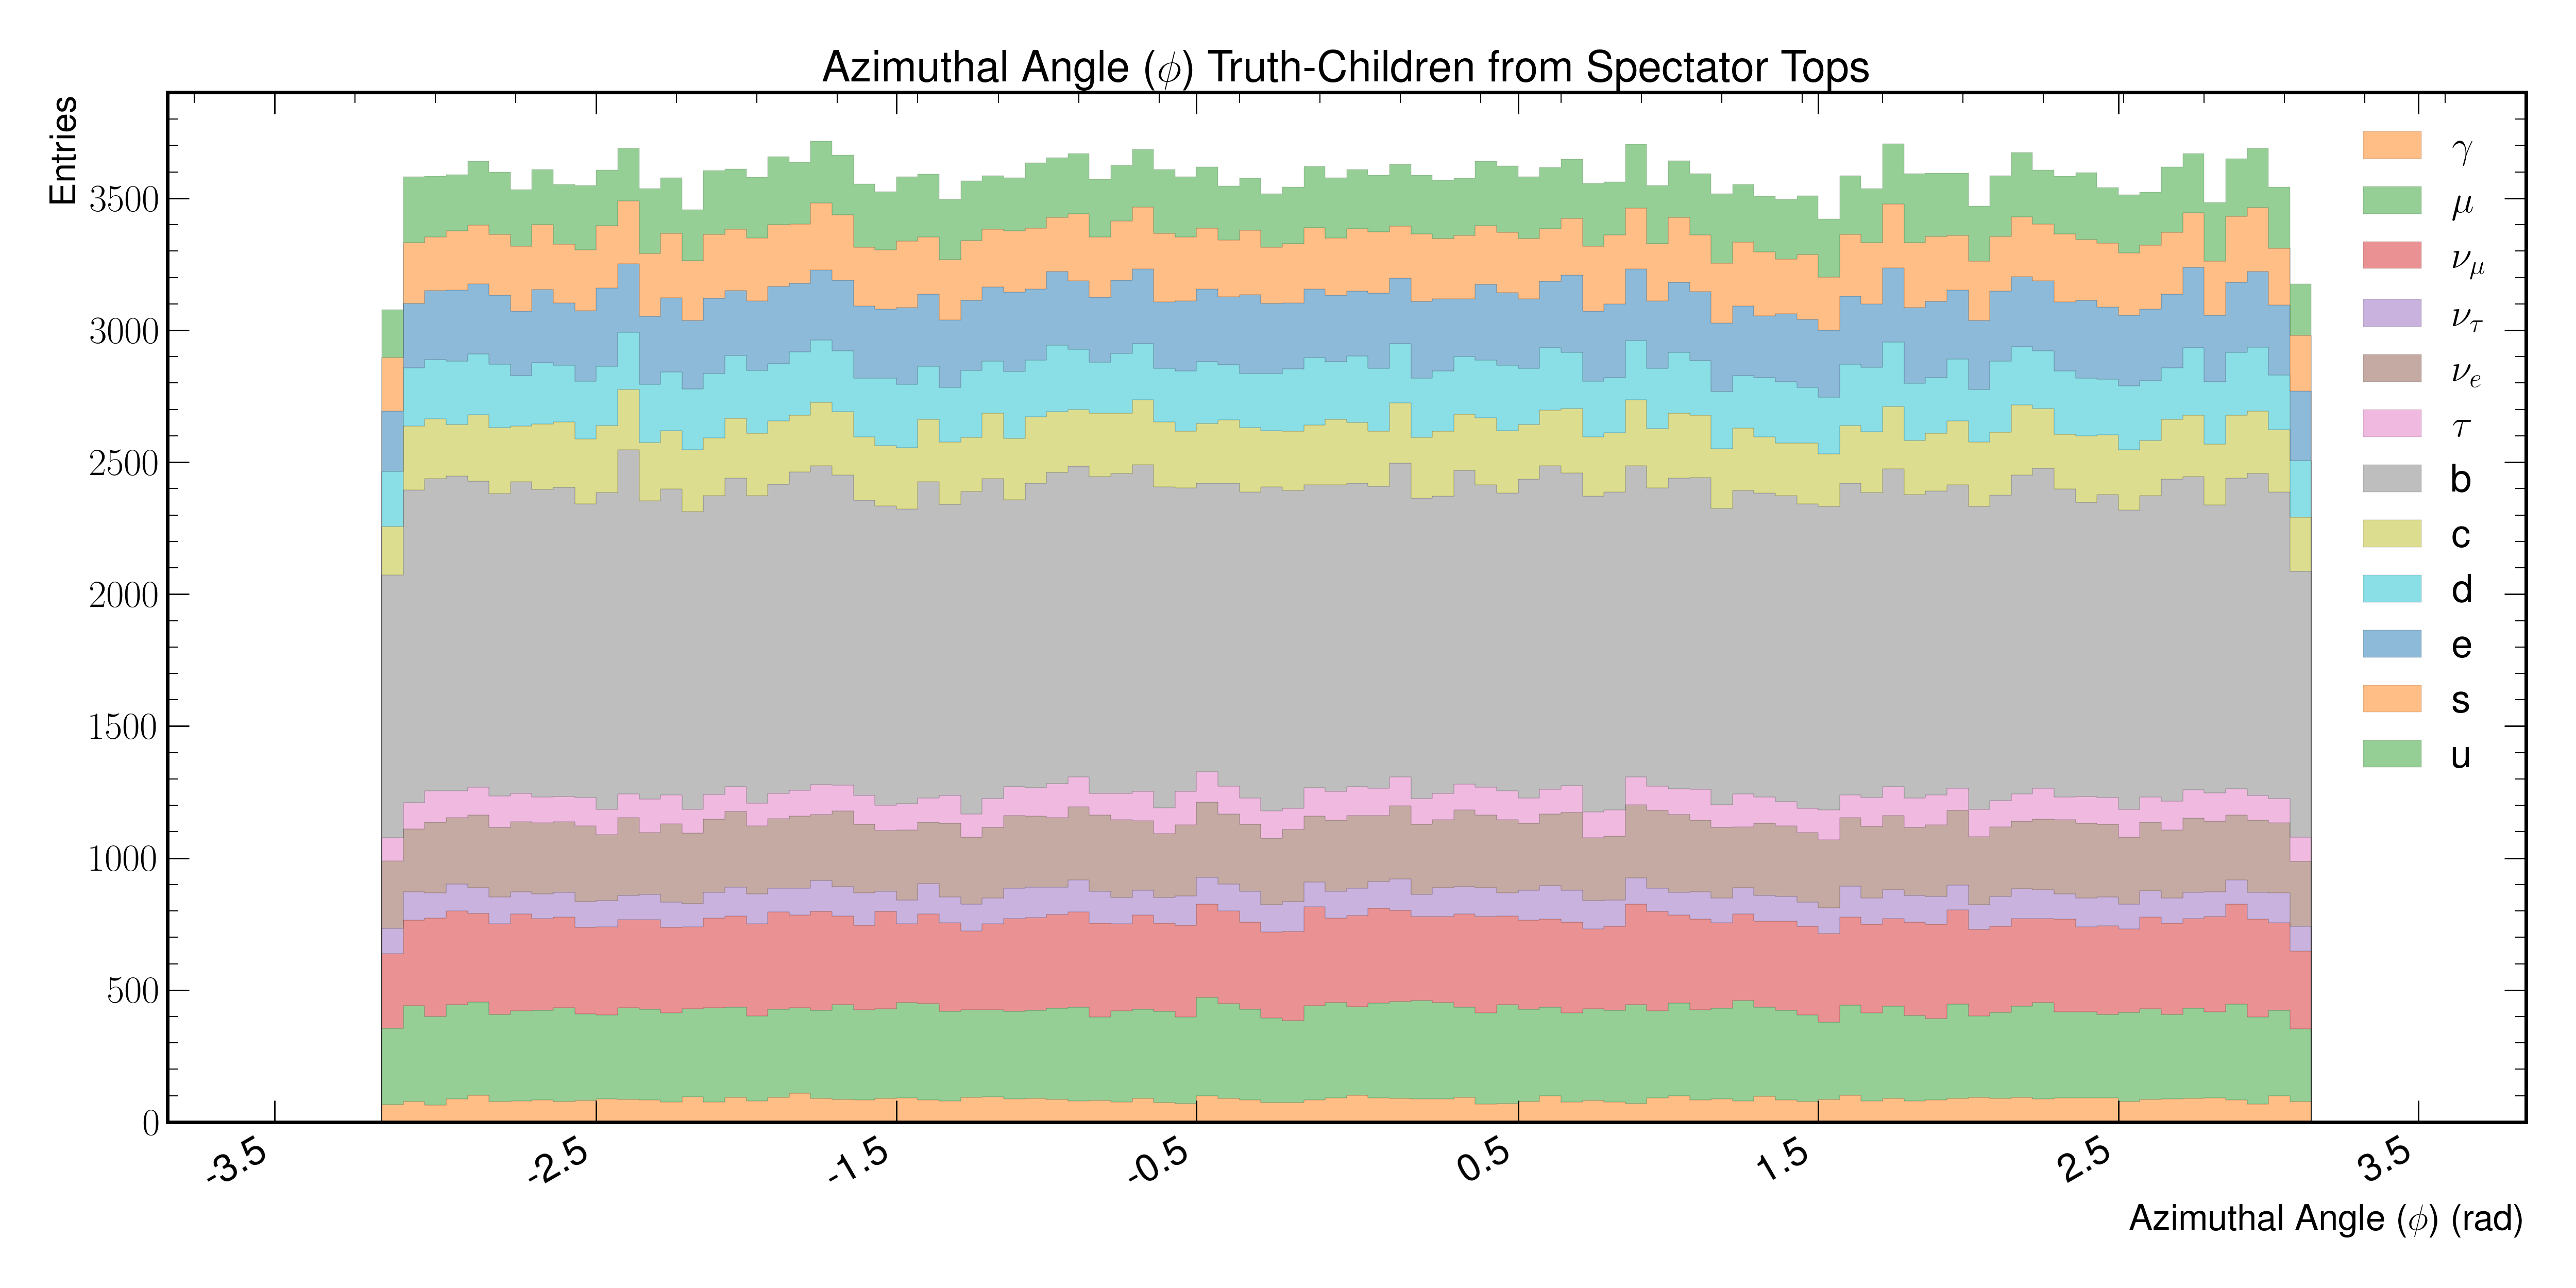 Azimuthal Angle (ϕ) Truth-Children from Spectator Tops
Entries
3500
3000
2500
2000
1500
1000
500
0
γ
μ
ν_μ
ν_τ
ν_e
τ
b
c
d
e
s
u
-3.5 -2.5 -1.5 -0.5 0.5 1.5 2.5 3.5
Azimuthal Angle (ϕ) (rad)